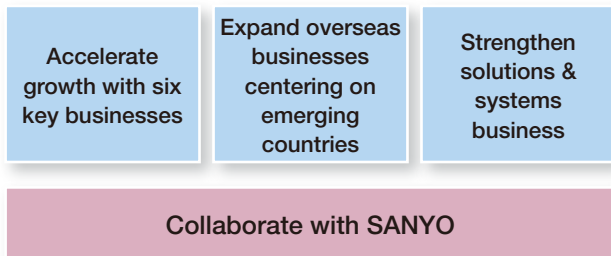 Accelerate
growth with six
key businesses
Expand overseas
businesses
centering on
emerging
countries
Strengthen
solutions &
systems
business
Collaborate with SANYO